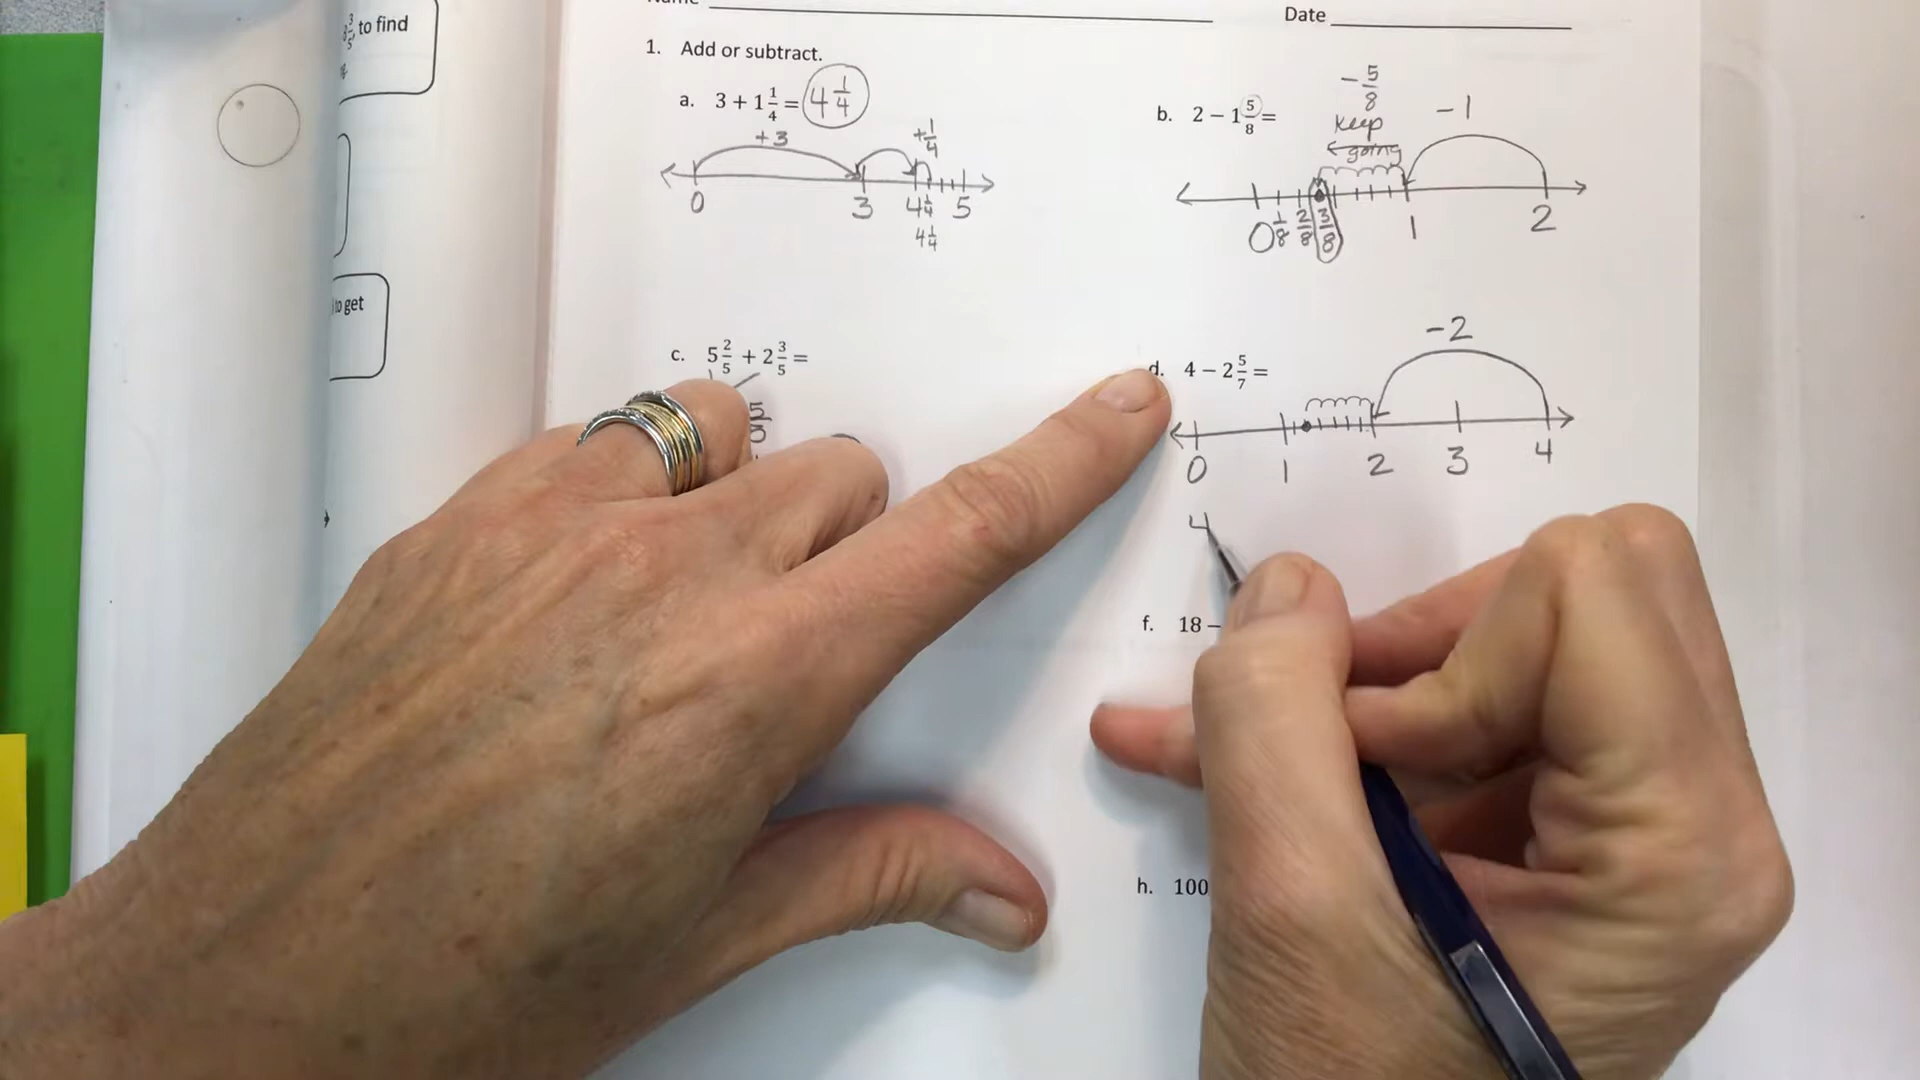 3/5, to find
to get
Date
1. Add or subtract.
a. 3 + 1 1/4 = 4 1/4
+3
+1/4
0 3 4 1/4 5
4 1/4
b. 2 − 1 5/8 =
− 5/8
−1
keep
going
0 1/8 2/8 3/8 1 2
c. 5 2/5 + 2 3/5 =
d. 4 − 2 5/7 =
−2
0 1 2 3 4
4
f. 18 −
h. 100